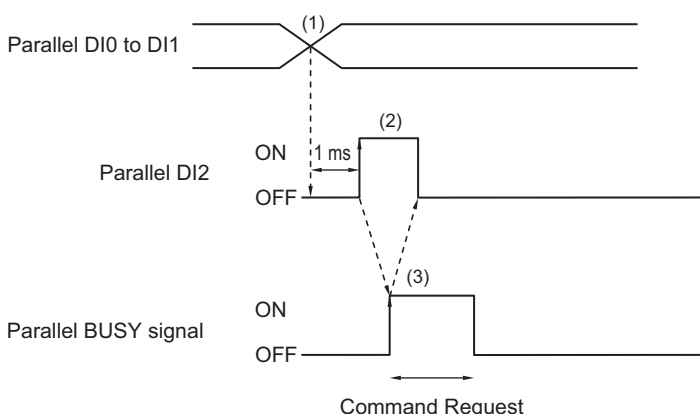 (1)
Parallel DI0 to DI1
(2)
ON
1 ms
Parallel DI2
OFF
(3)
ON
Parallel BUSY signal
OFF
Command Request